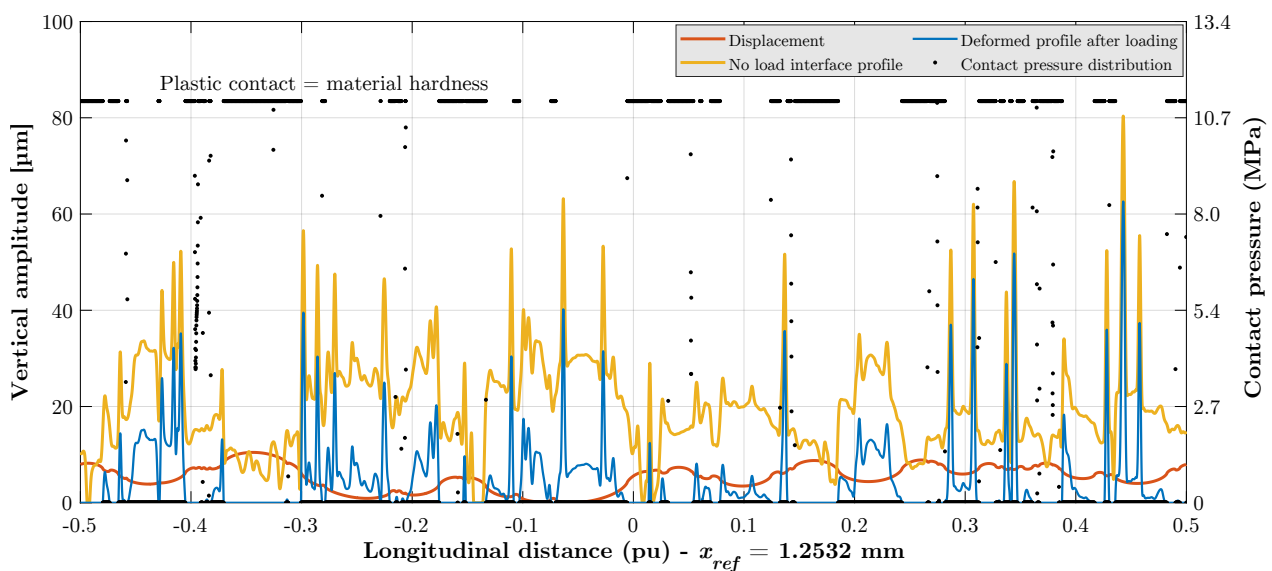 100
80
60
40
20
0
Vertical amplitude [µm]
Displacement
No load interface profile
Deformed profile after loading
Contact pressure distribution
Plastic contact = material hardness
13.4
10.7
8.0
5.4
2.7
0
Contact pressure (MPa)
-0.5 -0.4 -0.3 -0.2 -0.1 0 0.1 0.2 0.3 0.4 0.5
Longitudinal distance (pu) - x_ref = 1.2532 mm